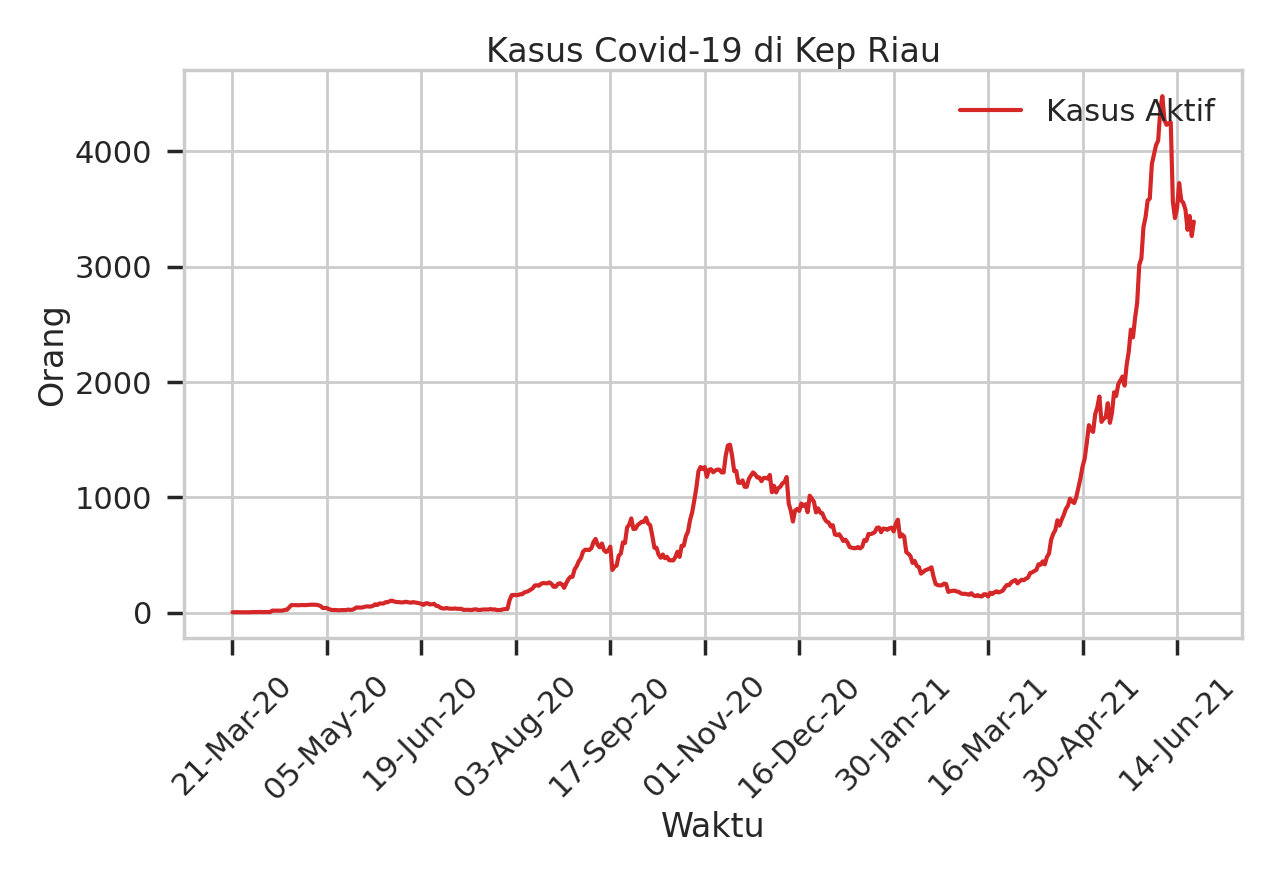 Kasus Covid-19 di Kep Riau
Kasus Aktif
4000
3000
2000
1000
0
Orang
21-Mar-20
05-May-20
19-Jun-20
03-Aug-20
17-Sep-20
01-Nov-20
16-Dec-20
30-Jan-21
16-Mar-21
30-Apr-21
14-Jun-21
Waktu